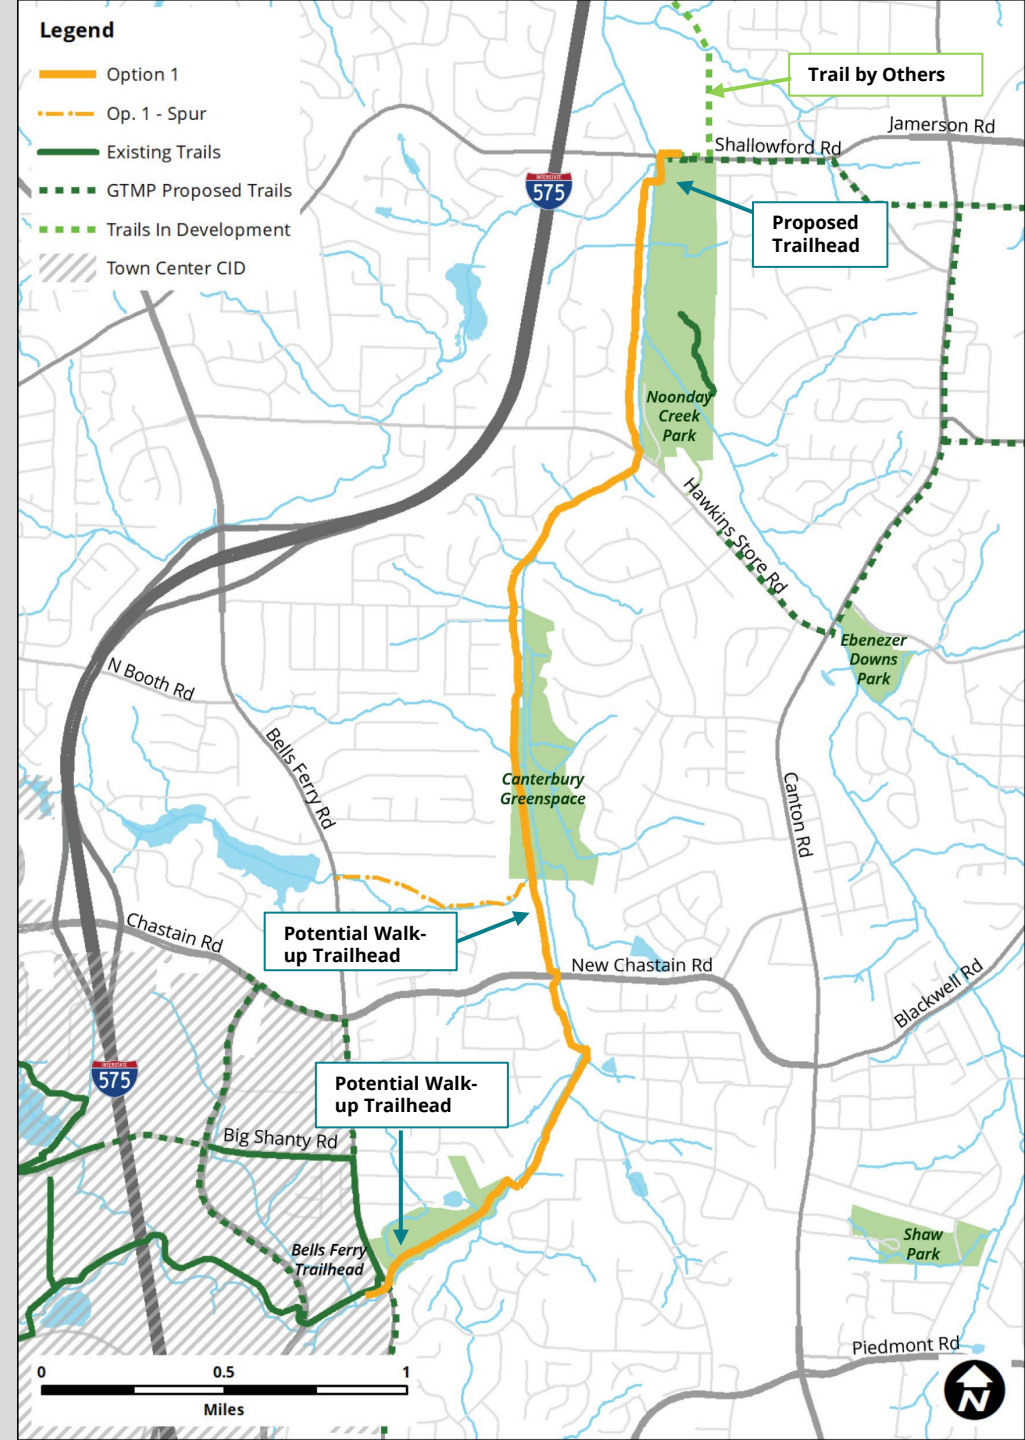 Legend
Option 1
Op. 1 - Spur
Existing Trails
GTMP Proposed Trails
Trails In Development
Town Center CID
Trail by Others
Jamerson Rd
Shallowford Rd
INTERSTATE
575
Proposed
Trailhead
Noonday
Creek
Park
Hawkins Store Rd
Ebenezer
Downs
Park
N Booth Rd
Bells Ferry Rd
Canterbury
Greenspace
Canton Rd
Chastain Rd
Potential Walk-
up Trailhead
New Chastain Rd
Blackwell Rd
INTERSTATE
575
Potential Walk-
up Trailhead
Big Shanty Rd
Bells Ferry
Trailhead
Shaw
Park
Piedmont Rd
0 0.5 1
Miles
N